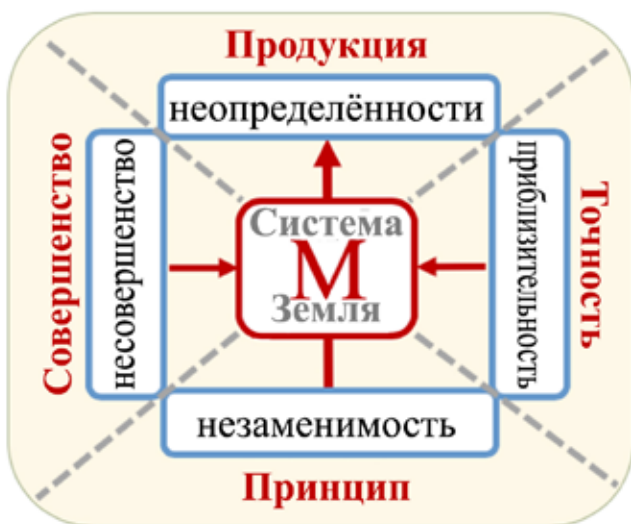 Продукция
неопределённости
Совершенство
несовершенство
Система
М
Земля
приблизительность
Точность
незаменимость
Принцип